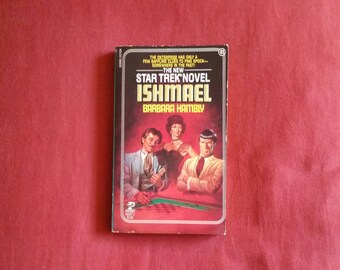 THE ENTERPRISE HAS ONLY A
FEW BAFFLING CLUES TO FIND SPOCK—
SOMEWHERE IN THE PAST!
THE NEW
STAR TREK® NOVEL
ISHMAEL
BARBARA HAMBLY